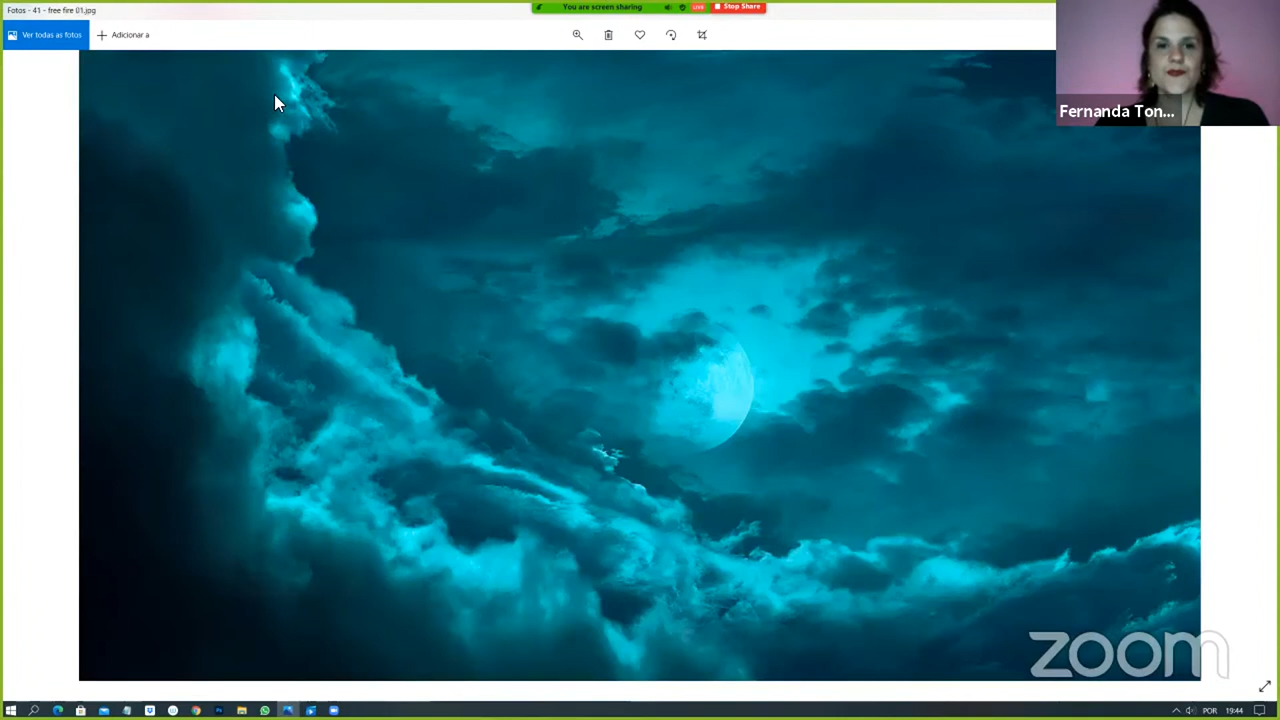 Fotos - 41 - free fire 01.jpg
You are screen sharing
LIVE
Stop Share
Ver todas as fotos
Adicionar a
Fernanda Ton...
zoom
POR
19:44